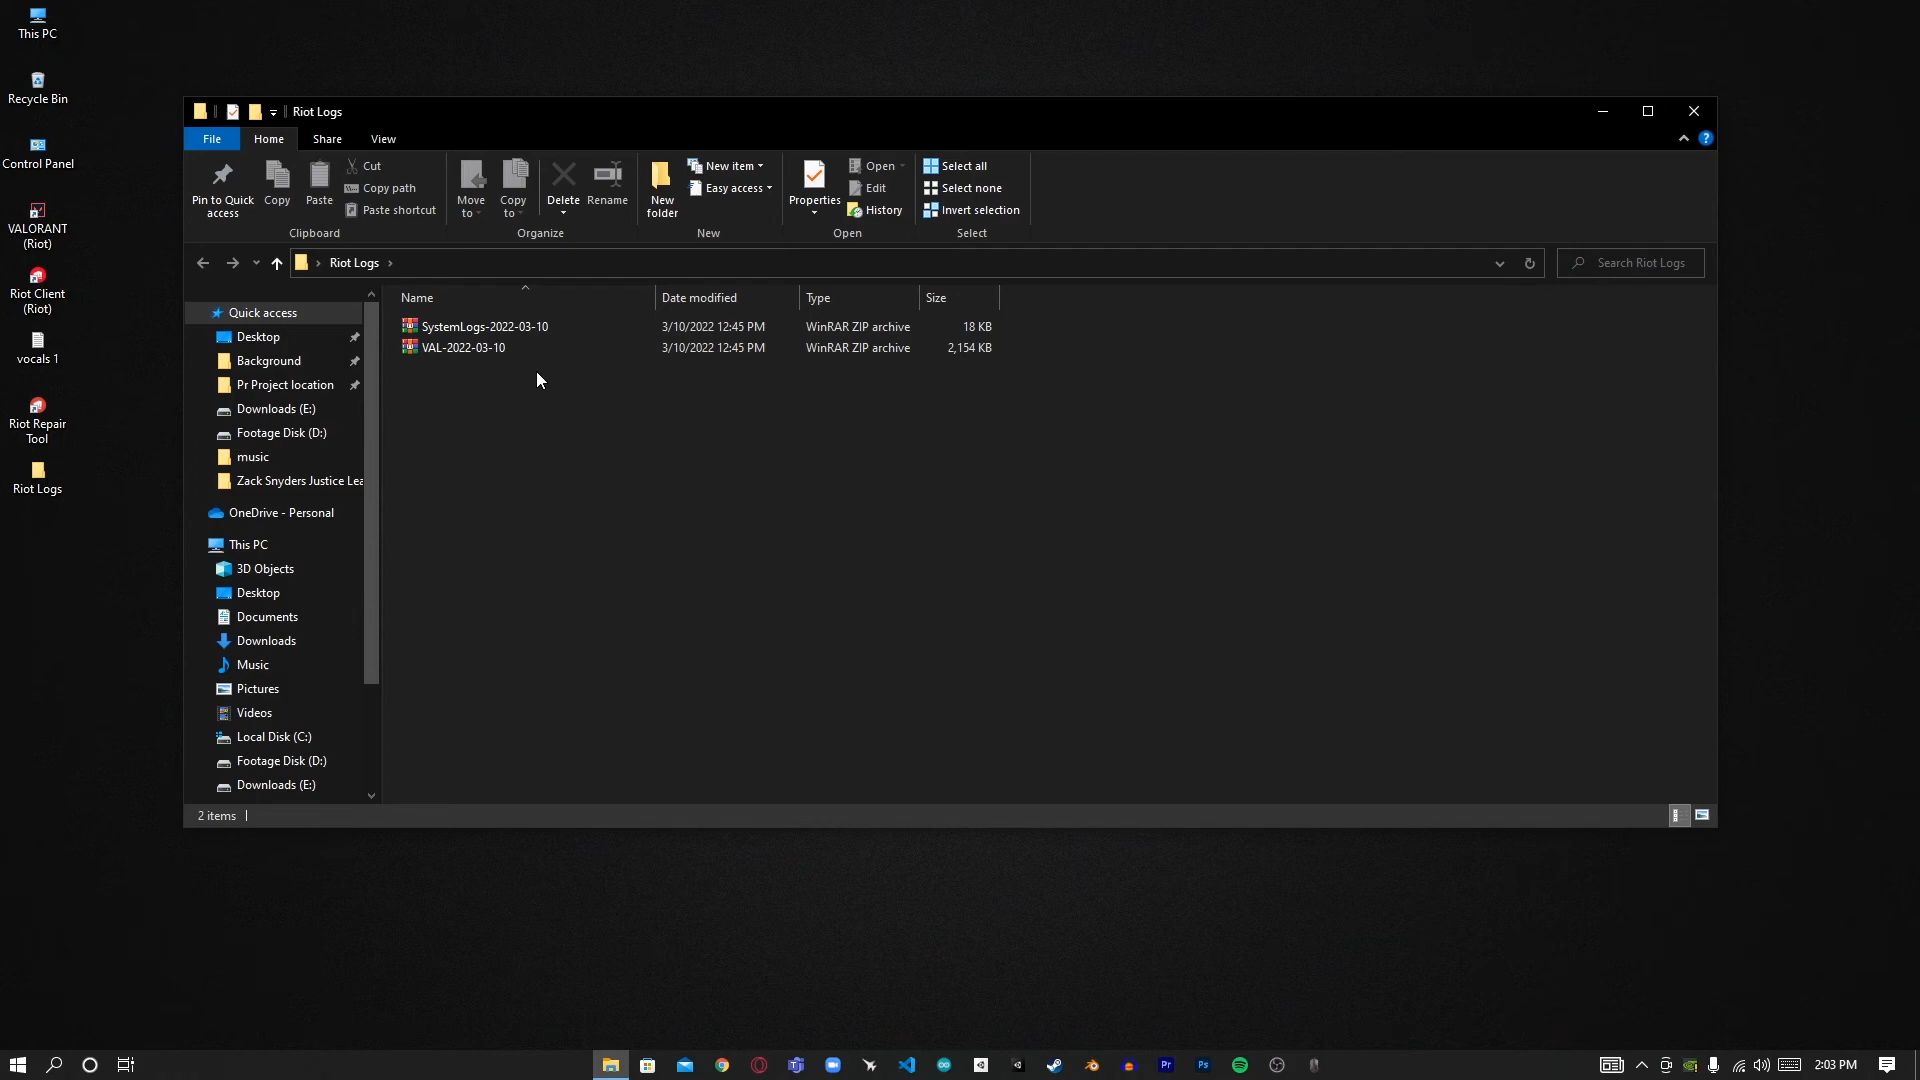 This PC
Recycle Bin
Control Panel
VALORANT
(Riot)
Riot Client
(Riot)
vocals 1
Riot Repair
Tool
Riot Logs
Riot Logs
File
Home
Share
View
Pin to Quick
access
Copy
Paste
Cut
Copy path
Paste shortcut
Clipboard
Move
to
Copy
to
Delete
Rename
Organize
New
folder
New item
Easy access
New
Properties
Open
Edit
History
Open
Select all
Select none
Invert selection
Select
Riot Logs
Search Riot Logs
Quick access
Desktop
Background
Pr Project location
Downloads (E:)
Footage Disk (D:)
music
Zack Snyders Justice Lea
OneDrive - Personal
This PC
3D Objects
Desktop
Documents
Downloads
Music
Pictures
Videos
Local Disk (C:)
Footage Disk (D:)
Downloads (E:)
Name Date modified Type Size
SystemLogs-2022-03-10 3/10/2022 12:45 PM WinRAR ZIP archive 18 KB
VAL-2022-03-10 3/10/2022 12:45 PM WinRAR ZIP archive 2,154 KB
2 items
Pr
Ps
2:03 PM